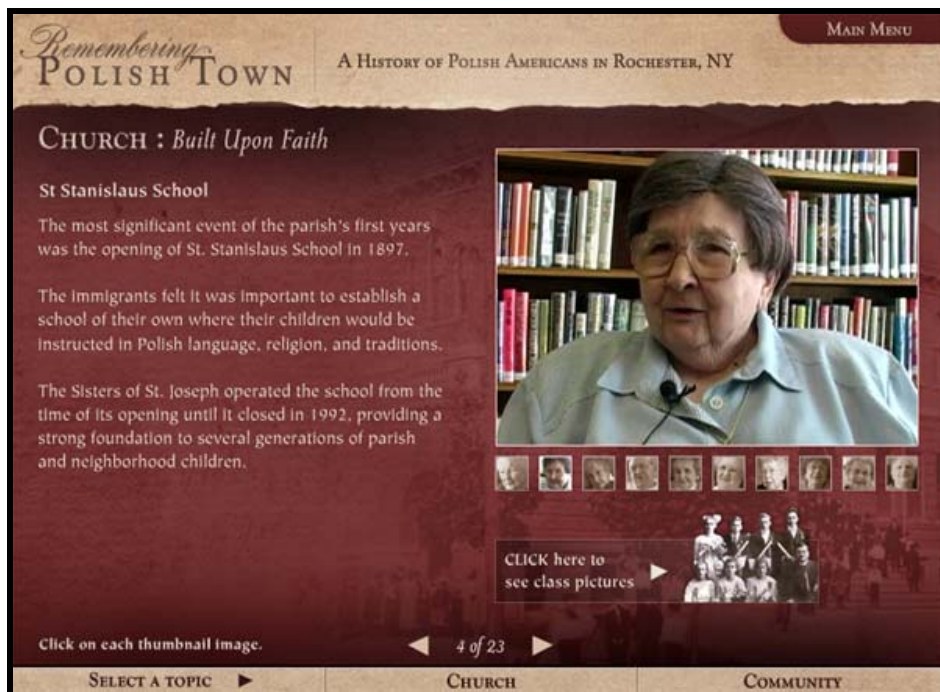 Remembering
POLISH TOWN
A HISTORY OF POLISH AMERICANS IN ROCHESTER, NY
MAIN MENU
CHURCH : Built Upon Faith
St Stanislaus School
The most significant event of the parish's first years
was the opening of St. Stanislaus School in 1897.
The immigrants felt it was important to establish a
school of their own where their children would be
instructed in Polish language, religion, and traditions.
The Sisters of St. Joseph operated the school from the
time of its opening until it closed in 1992, providing a
strong foundation to several generations of parish
and neighborhood children.
CLICK here to
see class pictures
Click on each thumbnail image.
4 of 23
SELECT A TOPIC
CHURCH
COMMUNITY